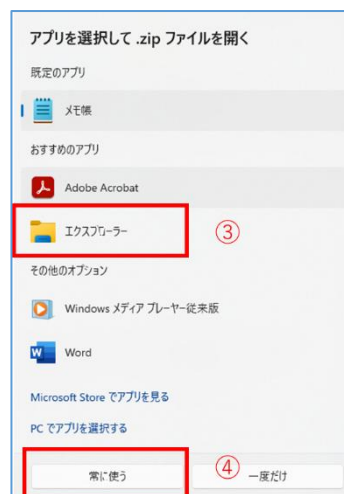 アプリを選択して .zip ファイルを開く
既定のアプリ
メモ帳
おすすめのアプリ
Adobe Acrobat
エクスプローラー
③
その他のオプション
Windows メディア プレーヤー従来版
Word
Microsoft Store でアプリを見る
PC でアプリを選択する
常に使う
④
一度だけ